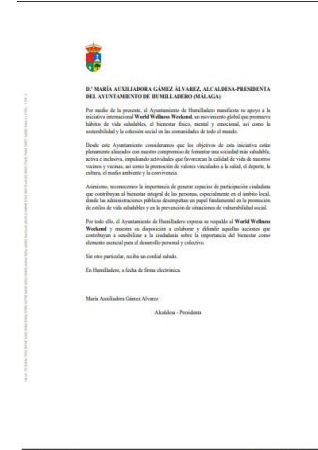 D.ª MARÍA AUXILIADORA GÁMEZ ÁLVAREZ, ALCALDESA-PRESIDENTA
DEL AYUNTAMIENTO DE HUMILLADERO (MÁLAGA)
Por medio de la presente, el Ayuntamiento de Humilladero manifiesta su apoyo a la
iniciativa internacional World Wellness Weekend, un movimiento global que promueve
hábitos de vida saludables, el bienestar físico, mental y emocional, así como la
sostenibilidad y la cohesión social en las comunidades de todo el mundo.
Desde este Ayuntamiento consideramos que los objetivos de esta iniciativa están
plenamente alineados con nuestro compromiso de fomentar una sociedad más saludable,
activa e inclusiva, impulsando actividades que favorezcan la calidad de vida de nuestros
vecinos y vecinas, así como la promoción de valores vinculados a la salud, el deporte, la
cultura, el medio ambiente y la convivencia.
Asimismo, reconocemos la importancia de generar espacios de participación ciudadana
que contribuyan al bienestar integral de las personas, especialmente en el ámbito local,
donde las administraciones públicas desempeñan un papel fundamental en la promoción
de estilos de vida saludables y en la prevención de situaciones de vulnerabilidad social.
Por todo ello, el Ayuntamiento de Humilladero expresa su respaldo al World Wellness
Weekend y muestra su disposición a colaborar y difundir aquellas acciones que
contribuyan a sensibilizar a la ciudadanía sobre la importancia del bienestar como
elemento esencial para el desarrollo personal y colectivo.
Sin otro particular, reciba un cordial saludo.
En Humilladero, a fecha de firma electrónica.
María Auxiliadora Gámez Álvarez
Alcaldesa - Presidenta